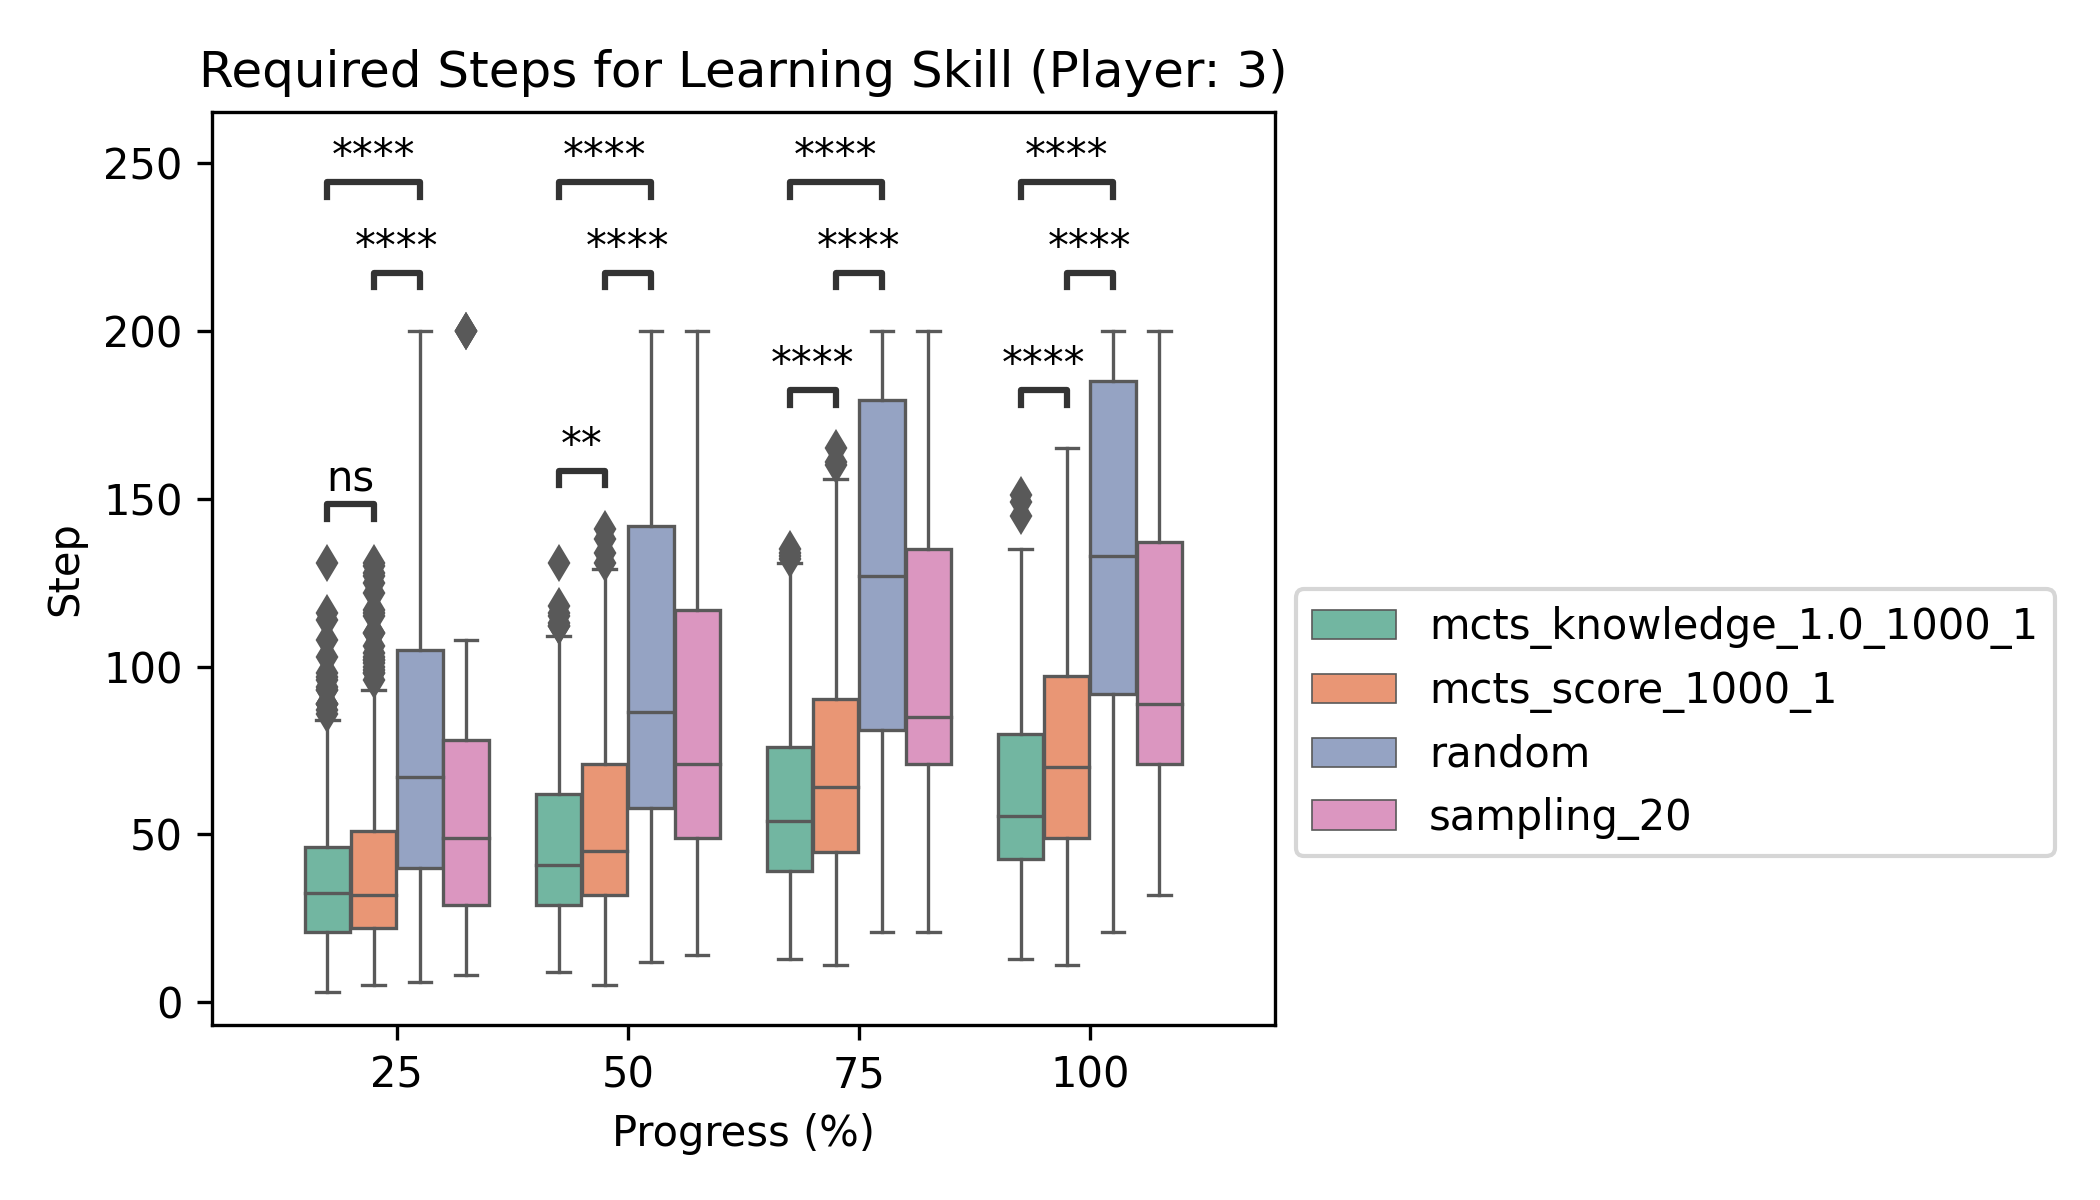 Required Steps for Learning Skill (Player: 3)
250
200
150
100
50
0
Step
**** **** **** ****
**** **** **** ****
**** ****
**
ns
25 50 75 100
Progress (%)
mcts_knowledge_1.0_1000_1
mcts_score_1000_1
random
sampling_20